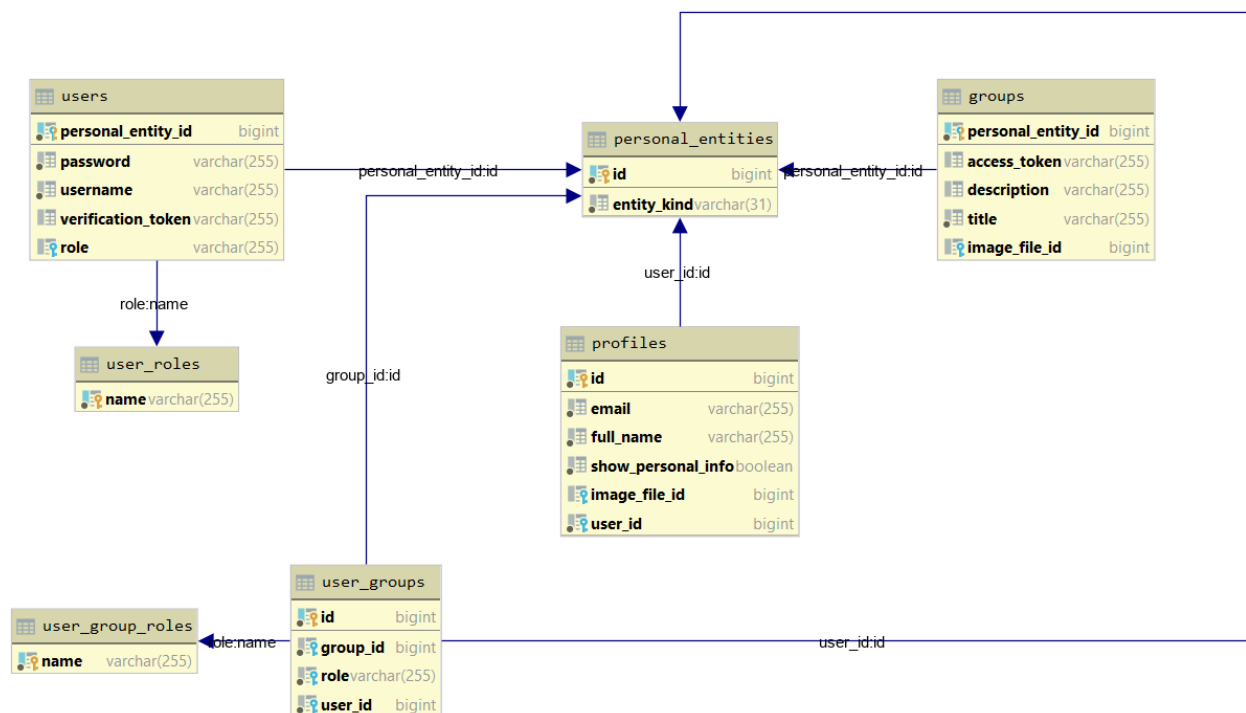 users
personal_entity_id bigint
password varchar(255)
username varchar(255)
verification_token varchar(255)
role varchar(255)
personal_entity_id:id
personal_entities
id bigint
entity_kind varchar(31)
personal_entity_id:id
groups
personal_entity_id bigint
access_token varchar(255)
description varchar(255)
title varchar(255)
image_file_id bigint
role:name
user_roles
name varchar(255)
user_id:id
profiles
id bigint
email varchar(255)
full_name varchar(255)
show_personal_info boolean
image_file_id bigint
user_id bigint
group_id:id
user_groups
id bigint
group_id bigint
role varchar(255)
user_id bigint
user_group_roles
name varchar(255)
role:name
user_id:id